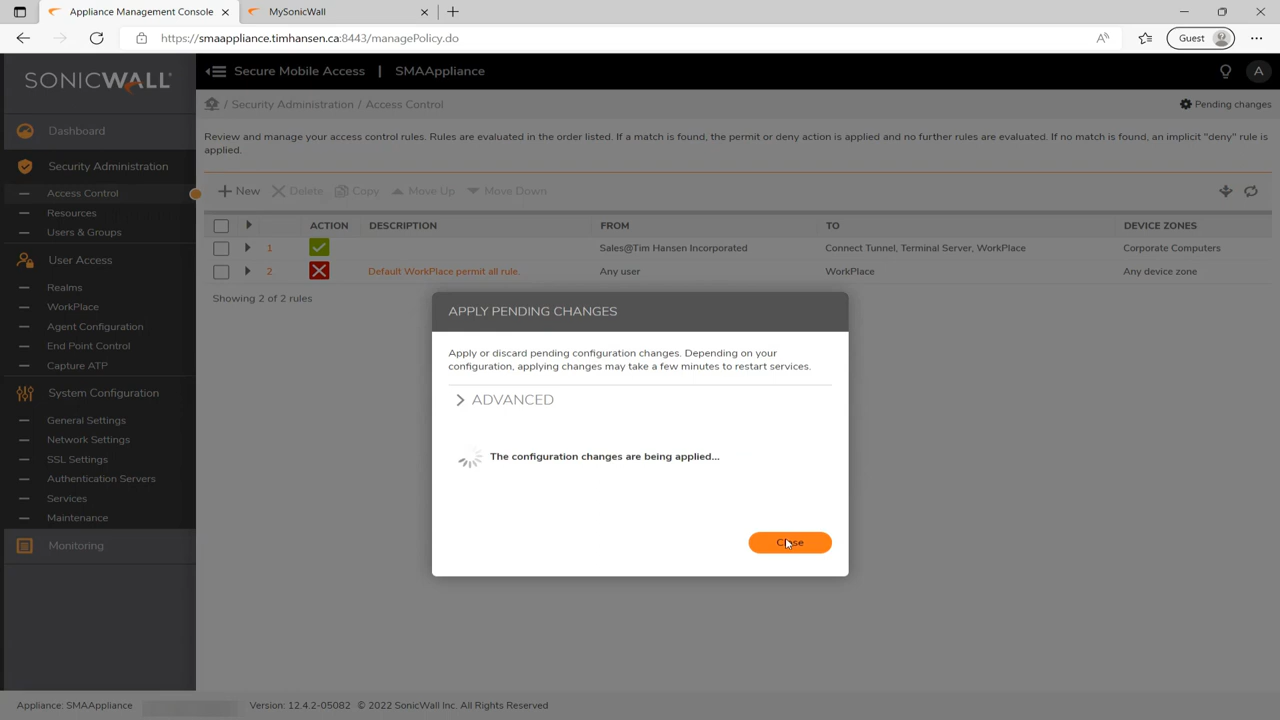 Appliance Management Console
MySonicWall
https://smaappliance.timhansen.ca:8443/managePolicy.do
Guest
SONICWALL
Secure Mobile Access | SMAAppliance
A
/ Security Administration / Access Control
Pending changes
Review and manage your access control rules. Rules are evaluated in the order listed. If a match is found, the permit or deny action is applied and no further rules are evaluated. If no match is found, an implicit "deny" rule is
applied.
New Delete Copy Move Up Move Down
ACTION DESCRIPTION FROM TO DEVICE ZONES
1 Sales@Tim Hansen Incorporated Connect Tunnel, Terminal Server, WorkPlace Corporate Computers
2 Default WorkPlace permit all rule. Any user WorkPlace Any device zone
Showing 2 of 2 rules
Dashboard
Security Administration
Access Control
Resources
Users & Groups
User Access
Realms
WorkPlace
Agent Configuration
End Point Control
Capture ATP
System Configuration
General Settings
Network Settings
SSL Settings
Authentication Servers
Services
Maintenance
Monitoring
APPLY PENDING CHANGES
Apply or discard pending configuration changes. Depending on your
configuration, applying changes may take a few minutes to restart services.
ADVANCED
The configuration changes are being applied...
Close
Appliance: SMAAppliance
Version: 12.4.2-05082 © 2022 SonicWall Inc. All Rights Reserved